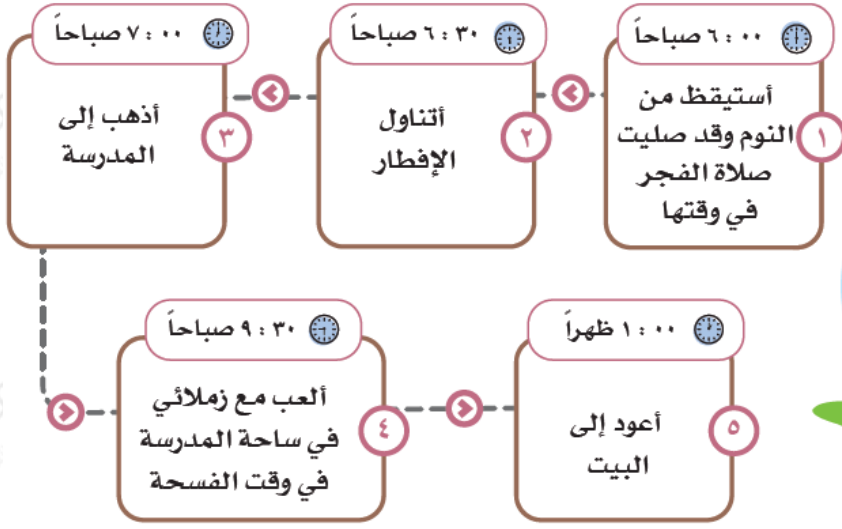 ٦ : ٠٠ صباحاً
١
أستيقظ من
النوم وقد صليت
صلاة الفجر
في وقتها
٦ : ٣٠ صباحاً
٢
أتناول
الإفطار
٧ : ٠٠ صباحاً
٣
أذهب إلى
المدرسة
٩ : ٣٠ صباحاً
٤
ألعب مع زملائي
في ساحة المدرسة
في وقت الفسحة
١ : ٠٠ ظهراً
٥
أعود إلى
البيت